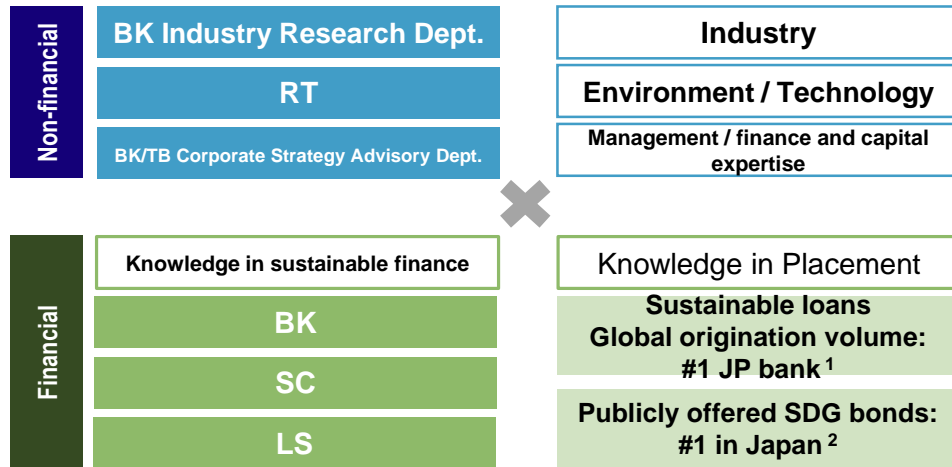 Non-financial
BK Industry Research Dept.
Industry
RT
Environment / Technology
BK/TB Corporate Strategy Advisory Dept.
Management / finance and capital
expertise
Financial
Knowledge in sustainable finance
Knowledge in Placement
BK
Sustainable loans
Global origination volume:
#1 JP bank 1
SC
LS
Publicly offered SDG bonds:
#1 in Japan 2